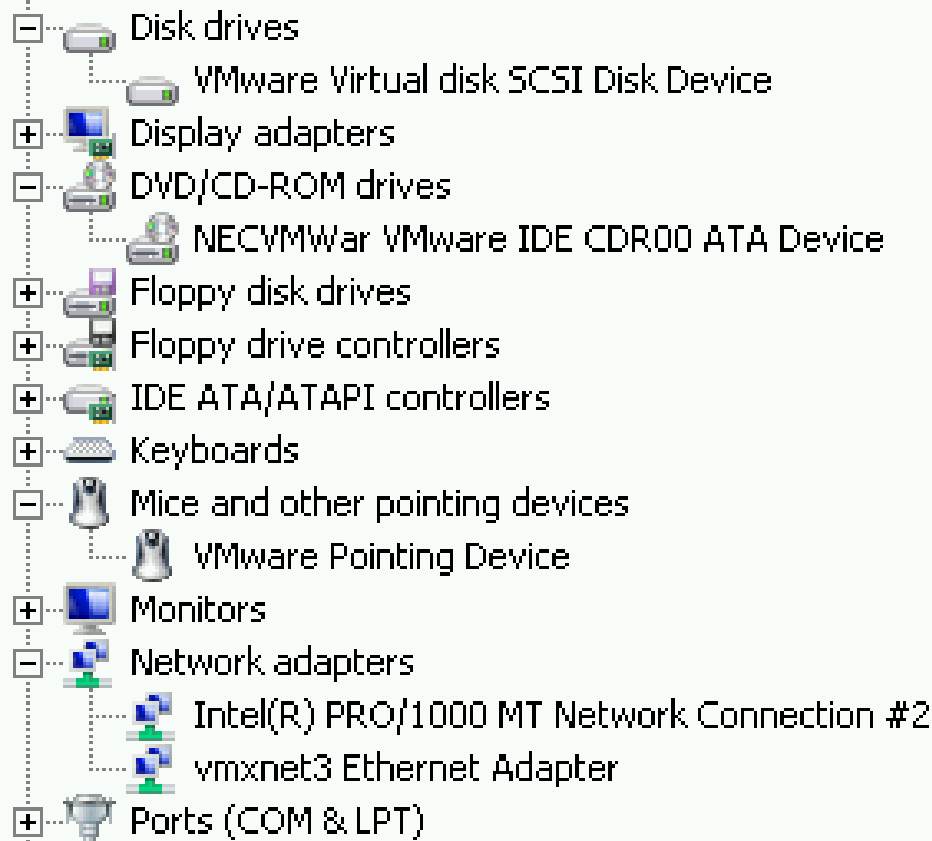 Disk drives
VMware Virtual disk SCSI Disk Device
Display adapters
DVD/CD-ROM drives
NECVMWar VMware IDE CDR00 ATA Device
Floppy disk drives
Floppy drive controllers
IDE ATA/ATAPI controllers
Keyboards
Mice and other pointing devices
VMware Pointing Device
Monitors
Network adapters
Intel(R) PRO/1000 MT Network Connection #2
vmxnet3 Ethernet Adapter
Ports (COM & LPT)